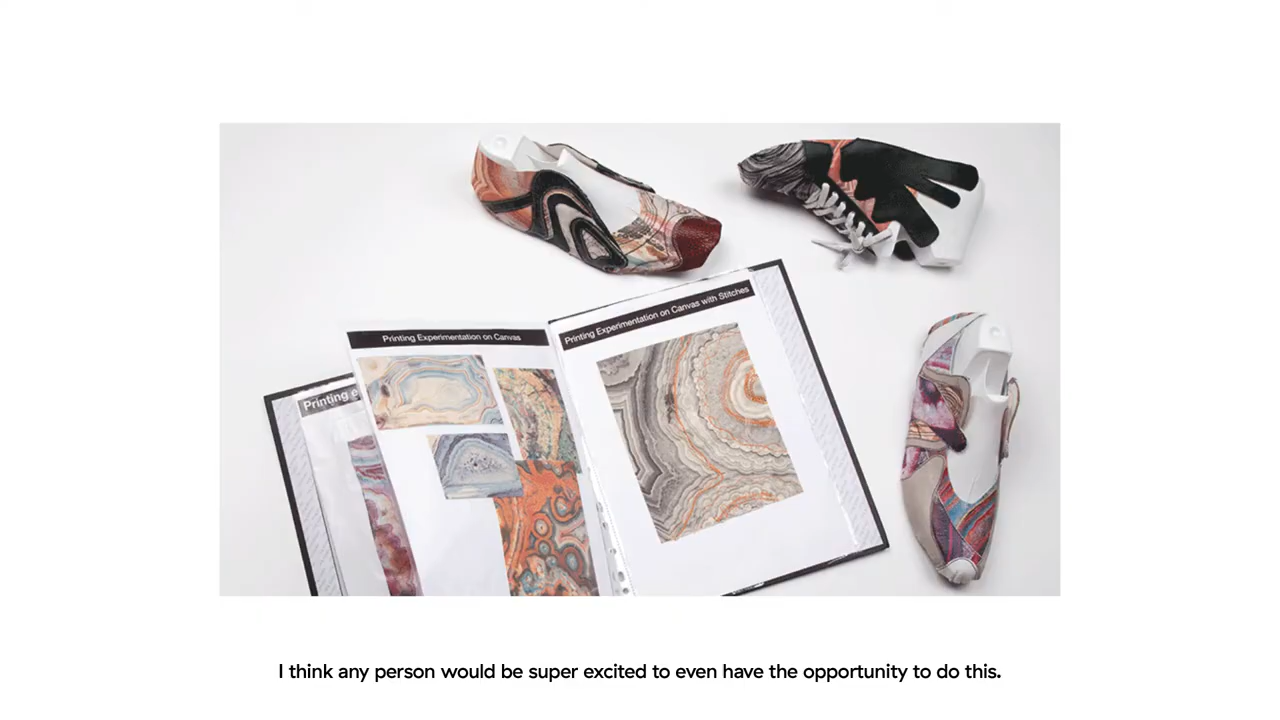 Printing Experimentation on Canvas with Stitches
Printing Experimentation on Canvas
Printing e
I think any person would be super excited to even have the opportunity to do this.